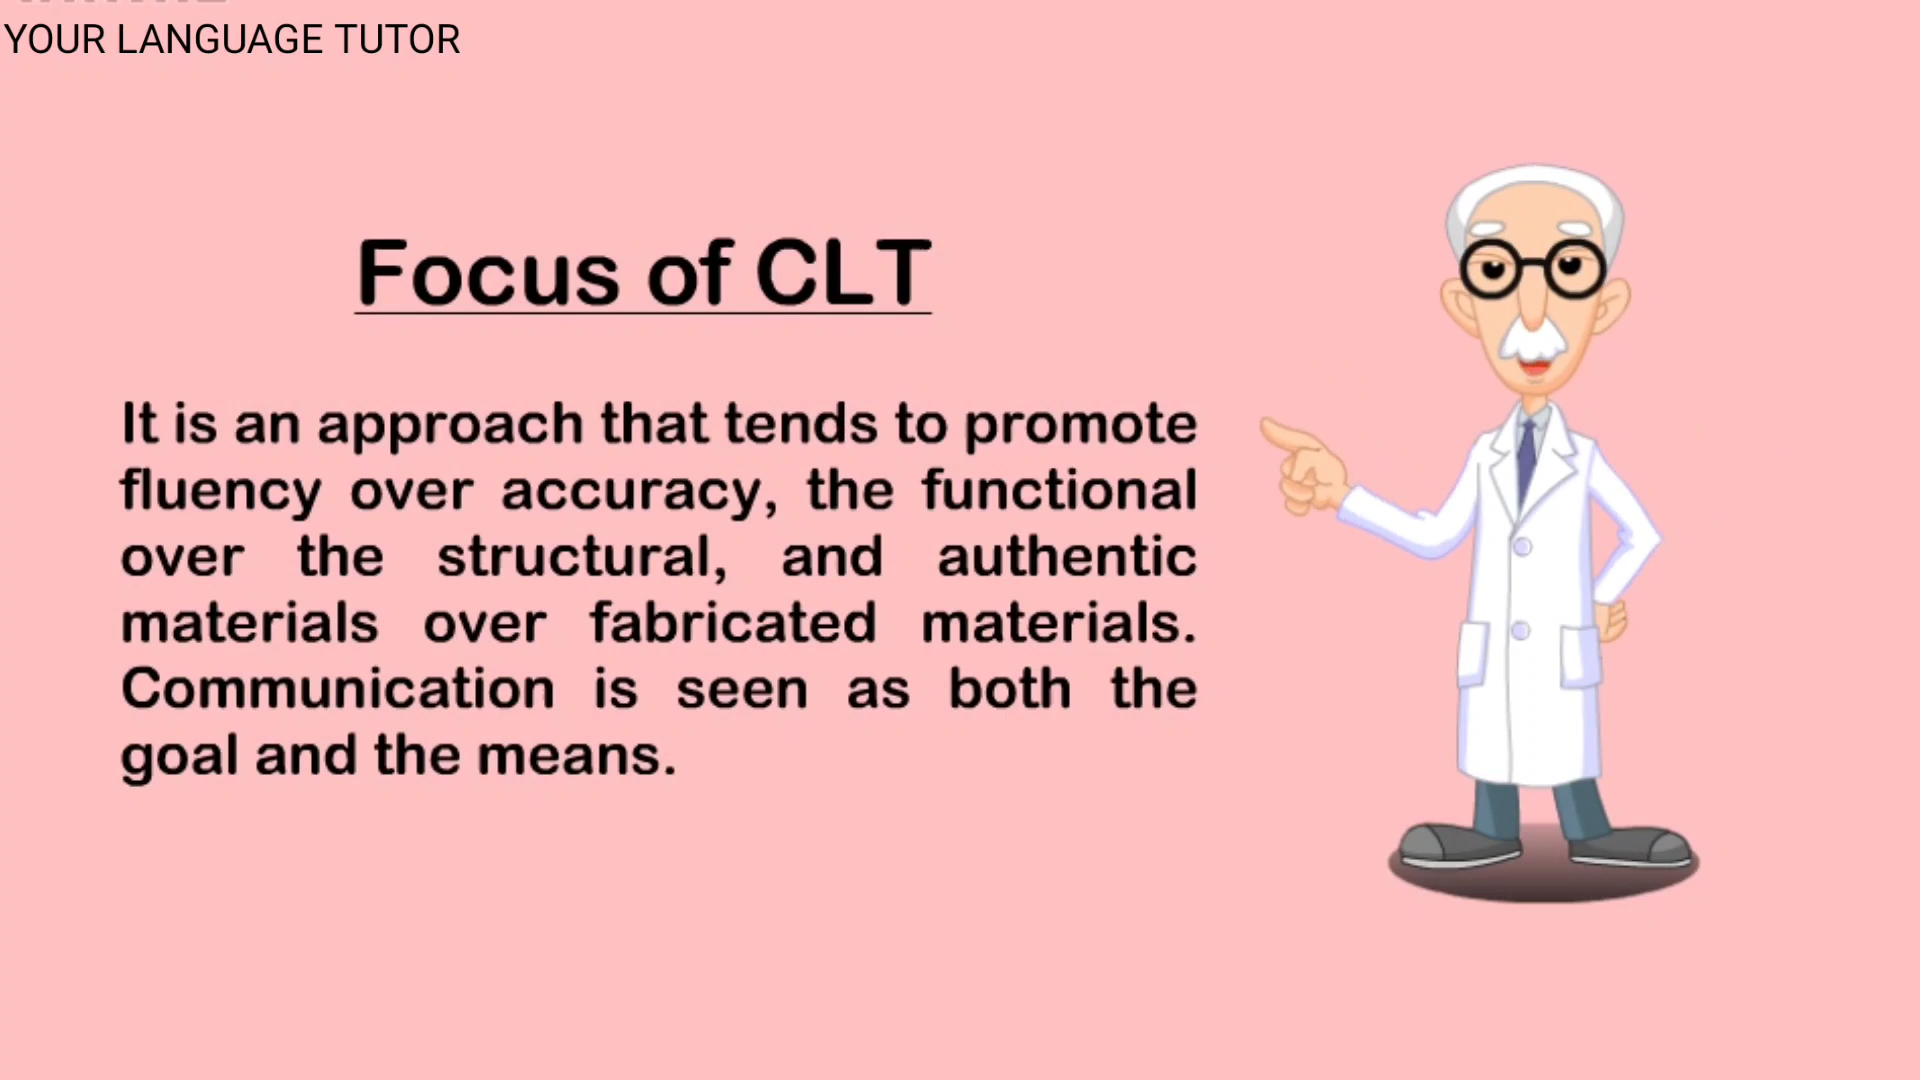 YOUR LANGUAGE TUTOR
Focus of CLT
It is an approach that tends to promote
fluency over accuracy, the functional
over the structural, and authentic
materials over fabricated materials.
Communication is seen as both the
goal and the means.